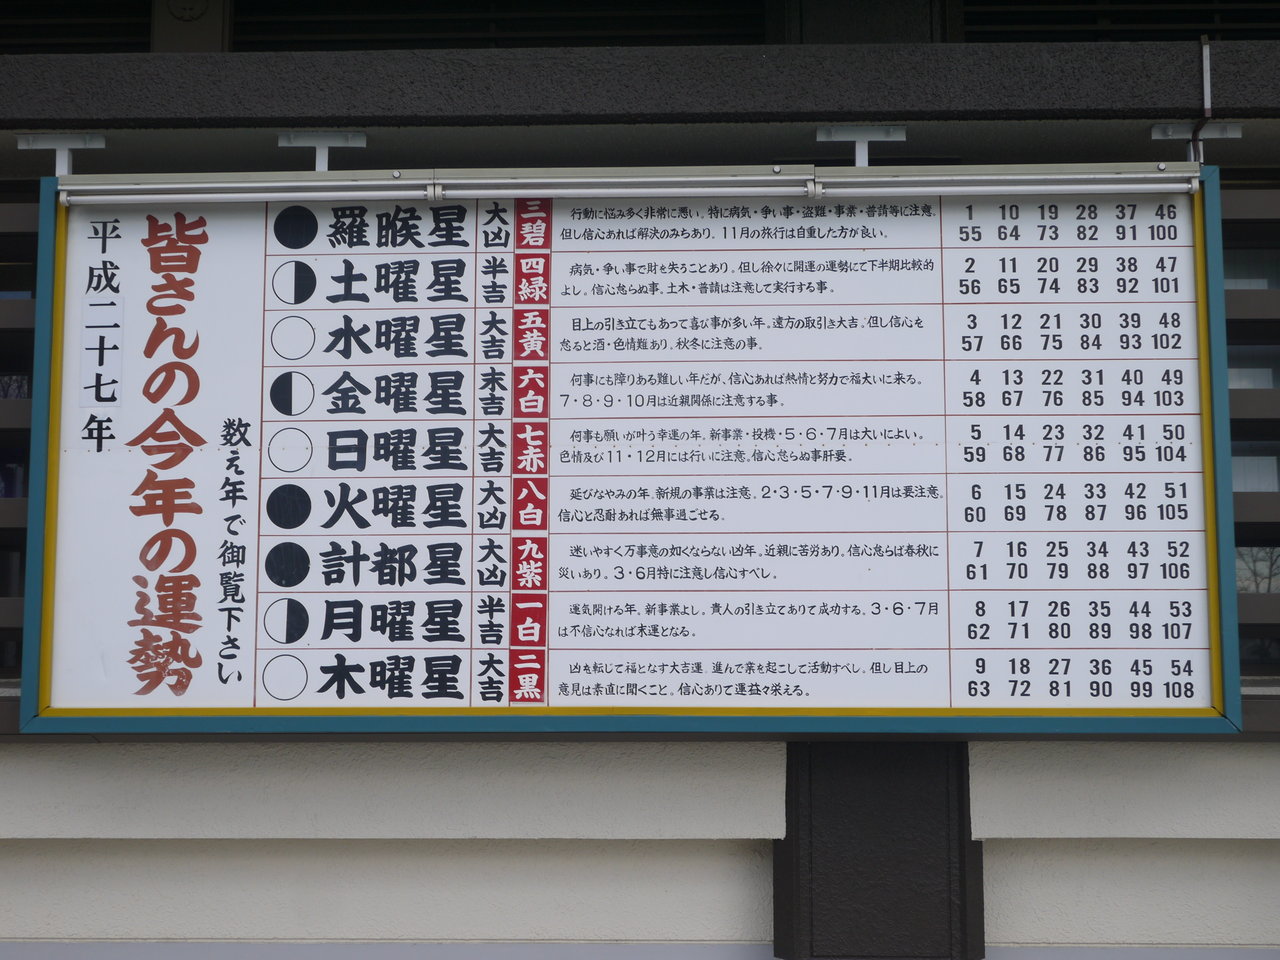 平成二十七年
皆さんの今年の運勢
数え年で御覧下さい
羅睺星 大凶 三碧
行動に悩み多く非常に悪い。特に病気・争い事・盗難・事業・普請等に注意。
但し信心あれば解決のみちあり。11月の旅行は自重した方が良い。
1 10 19 28 37 46
55 64 73 82 91 100
土曜星 半吉 四緑
病気・争い事で財を失うことあり。但し徐々に開運の運勢にて下半期比較的
よし。信心怠らぬ事。土木・普請は注意して実行する事。
2 11 20 29 38 47
56 65 74 83 92 101
水曜星 大吉 五黄
目上の引き立てもあって喜び事が多い年。遠方の取引き大吉。但し信心を
怠ると酒・色情難あり。秋冬に注意の事。
3 12 21 30 39 48
57 66 75 84 93 102
金曜星 末吉 六白
何事にも障りある難しい年だが、信心あれば熱情と努力で福大いに来る。
7・8・9・10月は近親関係に注意する事。
4 13 22 31 40 49
58 67 76 85 94 103
日曜星 大吉 七赤
何事も願いが叶う幸運の年。新事業・投機・5・6・7月は大いによい。
色情及び11・12月には行いに注意。信心怠らぬ事肝要。
5 14 23 32 41 50
59 68 77 86 95 104
火曜星 大凶 八白
延びなやみの年。新規の事業は注意。2・3・5・7・9・11月は要注意。
信心と忍耐あれば無事過ごせる。
6 15 24 33 42 51
60 69 78 87 96 105
計都星 大凶 九紫
迷いやすく万事意の如くならない凶年。近親に苦労あり。信心怠らば春秋に
災いあり。3・6月特に注意し信心すべし。
7 16 25 34 43 52
61 70 79 88 97 106
月曜星 半吉 一白
運気開ける年。新事業よし。貴人の引き立てありて成功する。3・6・7月
は不信心なれば末運となる。
8 17 26 35 44 53
62 71 80 89 98 107
木曜星 大吉 二黒
凶を転じて福となす大吉運。進んで業を起こして活動すべし。但し目上の
意見は素直に聞くこと。信心ありて運益々栄える。
9 18 27 36 45 54
63 72 81 90 99 108